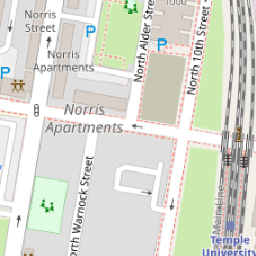 Norris
Street
Norris
Apartments
P
P
1000
North Alder Street
North 10th Street
Norris
Apartments
North Warnock Street
Main Line
Temple
University